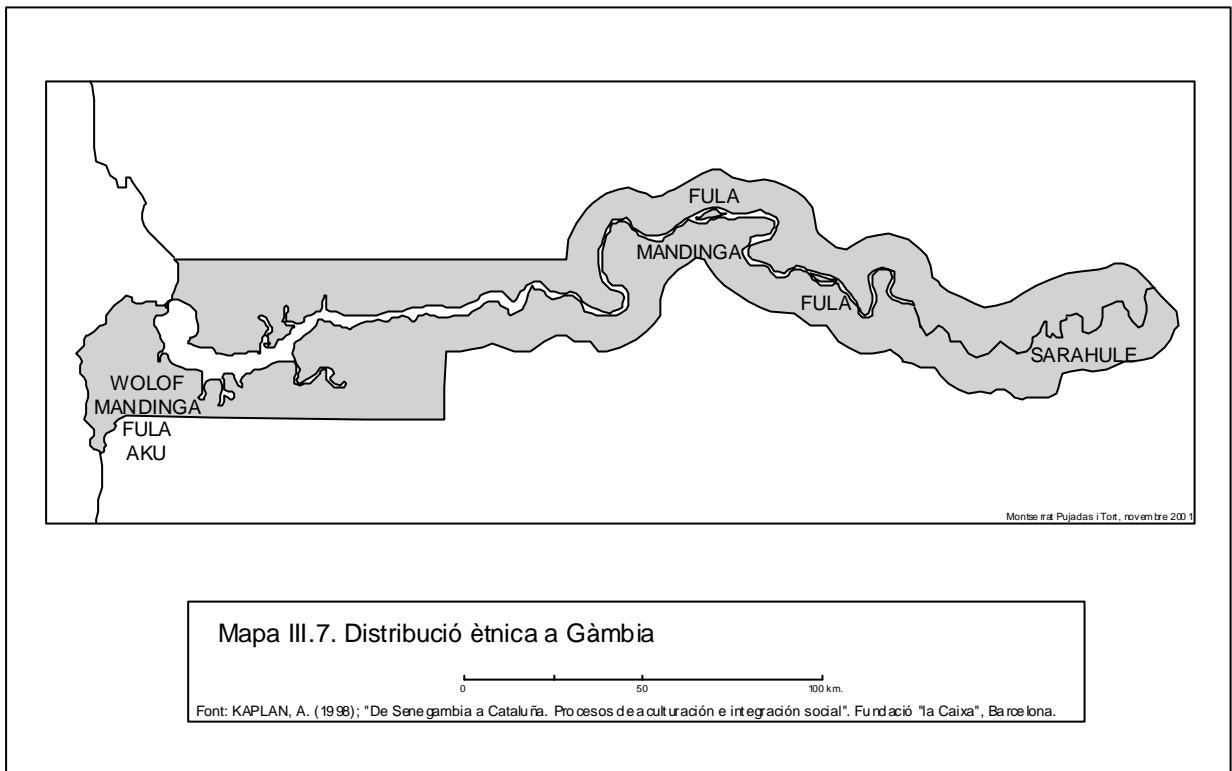 FULA
MANDINGA
FULA
SARAHULE
WOLOF
MANDINGA
FULA
AKU
Montserrat Pujadas i Tort, novembre 2001
Mapa III.7. Distribució ètnica a Gàmbia
0 50 100 km.
Font: KAPLAN, A. (1998); "De Senegambia a Cataluña. Procesos de aculturación e integración social". Fundació "la Caixa", Barcelona.